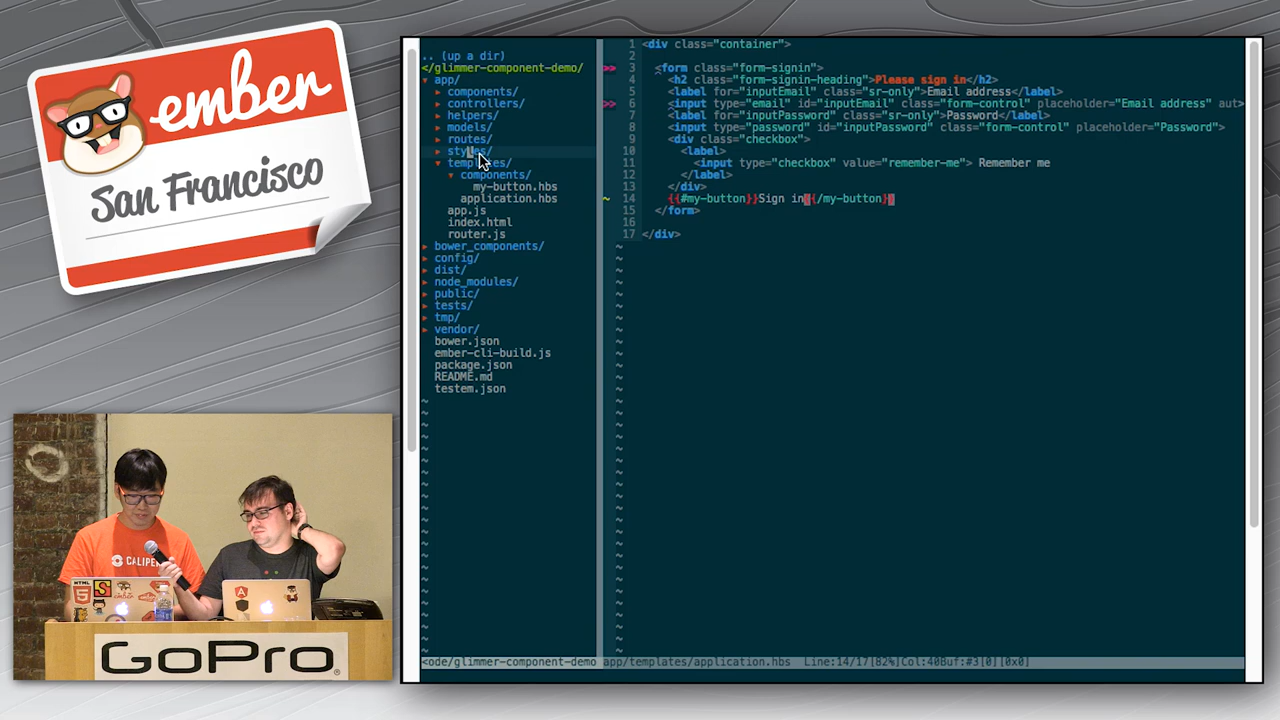 ember
San Francisco
.. (up a dir)
</glimmer-component-demo/
▾ app/
▸ components/
▸ controllers/
▸ helpers/
▸ models/
▸ routes/
▸ styles/
▾ templates/
▾ components/
my-button.hbs
application.hbs
app.js
index.html
router.js
▸ bower_components/
▸ config/
▸ dist/
▸ node_modules/
▸ public/
▸ tests/
▸ tmp/
▸ vendor/
bower.json
ember-cli-build.js
package.json
README.md
testem.json
1 <div class="container">
2
>> 3 <form class="form-signin">
4 <h2 class="form-signin-heading">Please sign in</h2>
5 <label for="inputEmail" class="sr-only">Email address</label>
>> 6 <input type="email" id="inputEmail" class="form-control" placeholder="Email address" aut>
7 <label for="inputPassword" class="sr-only">Password</label>
8 <input type="password" id="inputPassword" class="form-control" placeholder="Password">
9 <div class="checkbox">
10 <label>
11 <input type="checkbox" value="remember-me"> Remember me
12 </label>
13 </div>
~ 14 {{#my-button}}Sign in{{/my-button}}
15 </form>
16
17 </div>
<ode/glimmer-component-demo app/templates/application.hbs Line:14/17[82%]Col:40Buf:#3[0][0x0]
CALIPER
HTML
5
ember
GoPro